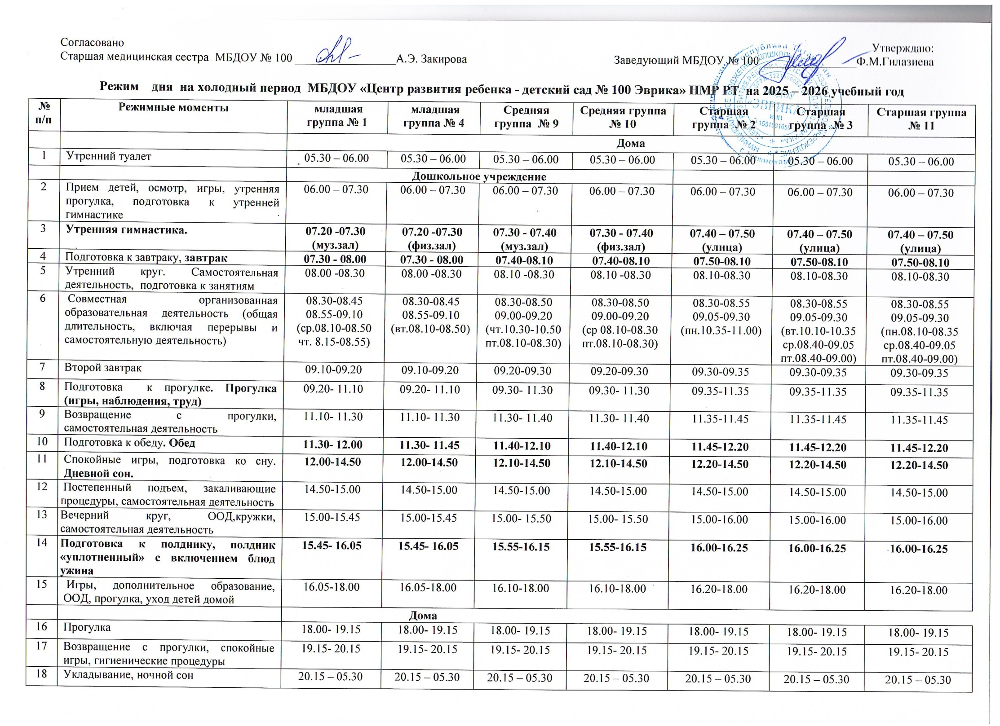 Согласовано
Старшая медицинская сестра МБДОУ № 100 ________________А.Э. Закирова
Утверждаю:
Заведующий МБДОУ № 100 ________________Ф.М.Гилазиева
Режим дня на холодный период МБДОУ «Центр развития ребенка - детский сад № 100 Эврика» НМР РТ на 2025 – 2026 учебный год
№ п/п | Режимные моменты | младшая группа № 1 | младшая группа № 4 | Средняя группа № 9 | Средняя группа № 10 | Старшая группа № 2 | Старшая группа № 3 | Старшая группа № 11
Дома
1 | Утренний туалет | 05.30 – 06.00 | 05.30 – 06.00 | 05.30 – 06.00 | 05.30 – 06.00 | 05.30 – 06.00 | 05.30 – 06.00 | 05.30 – 06.00
Дошкольное учреждение
2 | Прием детей, осмотр, игры, утренняя прогулка, подготовка к утренней гимнастике | 06.00 – 07.30 | 06.00 – 07.30 | 06.00 – 07.30 | 06.00 – 07.30 | 06.00 – 07.30 | 06.00 – 07.30 | 06.00 – 07.30
3 | Утренняя гимнастика. | 07.20 -07.30 (муз.зал) | 07.20 -07.30 (физ.зал) | 07.30 - 07.40 (муз.зал) | 07.30 - 07.40 (физ.зал) | 07.40 – 07.50 (улица) | 07.40 – 07.50 (улица) | 07.40 – 07.50 (улица)
4 | Подготовка к завтраку, завтрак | 07.30 - 08.00 | 07.30 - 08.00 | 07.40-08.10 | 07.40-08.10 | 07.50-08.10 | 07.50-08.10 | 07.50-08.10
5 | Утренний круг. Самостоятельная деятельность, подготовка к занятиям | 08.00 -08.30 | 08.00 -08.30 | 08.10 -08.30 | 08.10 -08.30 | 08.10-08.30 | 08.10-08.30 | 08.10-08.30
6 | Совместная организованная образовательная деятельность (общая длительность, включая перерывы и самостоятельную деятельность) | 08.30-08.45 08.55-09.10 (ср.08.10-08.50 чт. 8.15-08.55) | 08.30-08.45 08.55-09.10 (вт.08.10-08.50) | 08.30-08.50 09.00-09.20 (чт.10.30-10.50 пт.08.10-08.30) | 08.30-08.50 09.00-09.20 (ср 08.10-08.30 пт.08.10-08.30) | 08.30-08.55 09.05-09.30 (пн.10.35-11.00) | 08.30-08.55 09.05-09.30 (вт.10.10-10.35 ср.08.40-09.05 пт.08.40-09.00) | 08.30-08.55 09.05-09.30 (пн.08.10-08.35 ср.08.40-09.05 пт.08.40-09.00)
7 | Второй завтрак | 09.10-09.20 | 09.10-09.20 | 09.20-09.30 | 09.20-09.30 | 09.30-09.35 | 09.30-09.35 | 09.30-09.35
8 | Подготовка к прогулке. Прогулка (игры, наблюдения, труд) | 09.20- 11.10 | 09.20- 11.10 | 09.30- 11.30 | 09.30- 11.30 | 09.35-11.35 | 09.35-11.35 | 09.35-11.35
9 | Возвращение с прогулки, самостоятельная деятельность | 11.10- 11.30 | 11.10- 11.30 | 11.30- 11.40 | 11.30- 11.40 | 11.35-11.45 | 11.35-11.45 | 11.35-11.45
10 | Подготовка к обеду. Обед | 11.30- 12.00 | 11.30- 11.45 | 11.40-12.10 | 11.40-12.10 | 11.45-12.20 | 11.45-12.20 | 11.45-12.20
11 | Спокойные игры, подготовка ко сну. Дневной сон. | 12.00-14.50 | 12.00-14.50 | 12.10-14.50 | 12.10-14.50 | 12.20-14.50 | 12.20-14.50 | 12.20-14.50
12 | Постепенный подъем, закаливающие процедуры, самостоятельная деятельность | 14.50-15.00 | 14.50-15.00 | 14.50-15.00 | 14.50-15.00 | 14.50-15.00 | 14.50-15.00 | 14.50-15.00
13 | Вечерний круг, ООД,кружки, самостоятельная деятельность | 15.00-15.45 | 15.00-15.45 | 15.00- 15.50 | 15.00- 15.50 | 15.00-16.00 | 15.00-16.00 | 15.00-16.00
14 | Подготовка к полднику, полдник «уплотненный» с включением блюд ужина | 15.45- 16.05 | 15.45- 16.05 | 15.55-16.15 | 15.55-16.15 | 16.00-16.25 | 16.00-16.25 | 16.00-16.25
15 | Игры, дополнительное образование, ООД, прогулка, уход детей домой | 16.05-18.00 | 16.05-18.00 | 16.10-18.00 | 16.10-18.00 | 16.20-18.00 | 16.20-18.00 | 16.20-18.00
Дома
16 | Прогулка | 18.00- 19.15 | 18.00- 19.15 | 18.00- 19.15 | 18.00- 19.15 | 18.00- 19.15 | 18.00- 19.15 | 18.00- 19.15
17 | Возвращение с прогулки, спокойные игры, гигиенические процедуры | 19.15- 20.15 | 19.15- 20.15 | 19.15- 20.15 | 19.15- 20.15 | 19.15- 20.15 | 19.15- 20.15 | 19.15- 20.15
18 | Укладывание, ночной сон | 20.15 – 05.30 | 20.15 – 05.30 | 20.15 – 05.30 | 20.15 – 05.30 | 20.15 – 05.30 | 20.15 – 05.30 | 20.15 – 05.30
«ЭВРИКА»
ИНН